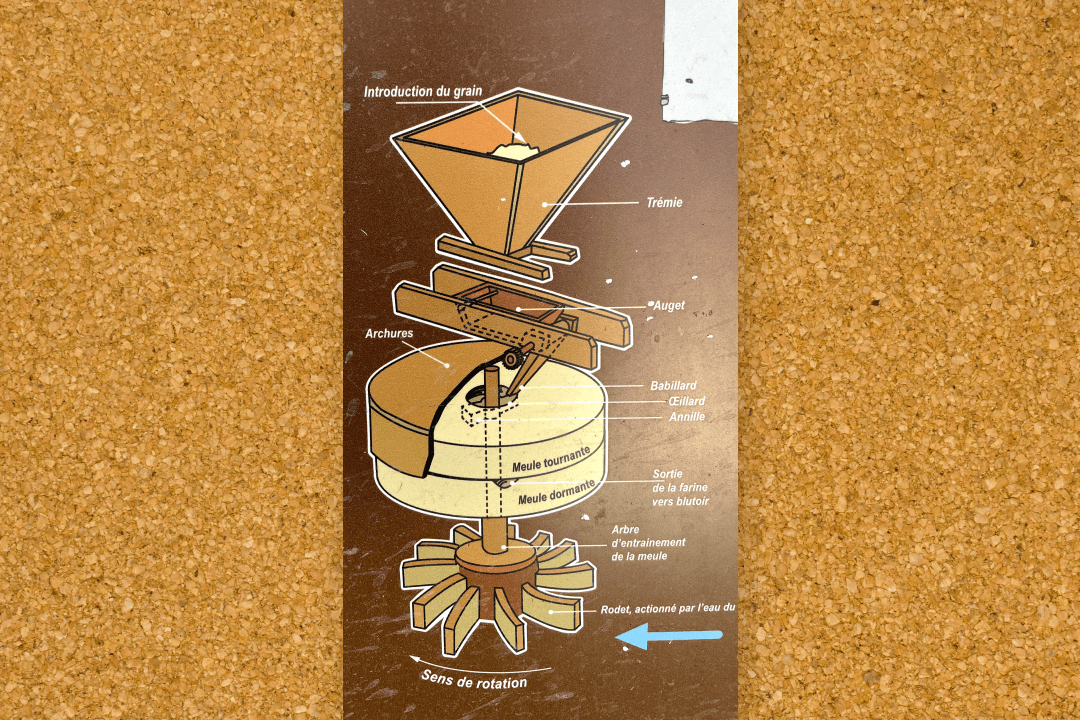 Introduction du grain
Trémie
Auget
Archures
Babillard
Œillard
Annille
Meule tournante
Meule dormante
Sortie
de la farine
vers blutoir
Arbre
d'entrainement
de la meule
Rodet, actionné par l'eau du
Sens de rotation